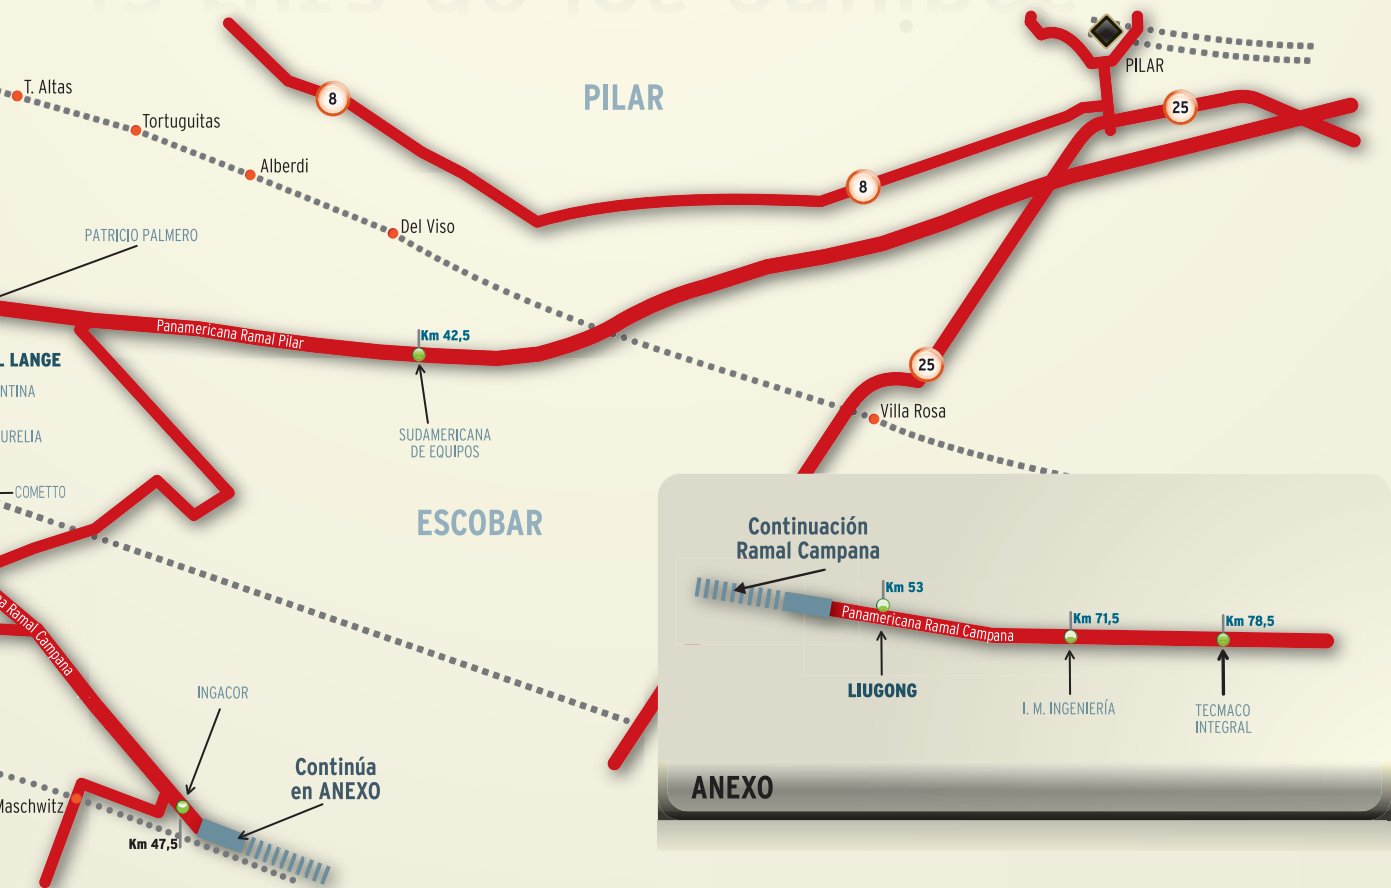 PILAR
T. Altas
8
PILAR
25
Tortuguitas
Alberdi
8
Del Viso
PATRICIO PALMERO
Panamericana Ramal Pilar
Km 42,5
L LANGE
25
NTINA
Villa Rosa
URELIA
SUDAMERICANA
DE EQUIPOS
COMETTO
ESCOBAR
Continuación
Ramal Campana
Km 53
Panamericana Ramal Campana
Km 71,5
Km 78,5
a Ramal Campana
INGACOR
LIUGONG
I. M. INGENIERÍA
TECMACO
INTEGRAL
Continúa
en ANEXO
ANEXO
Maschwitz
Km 47,5